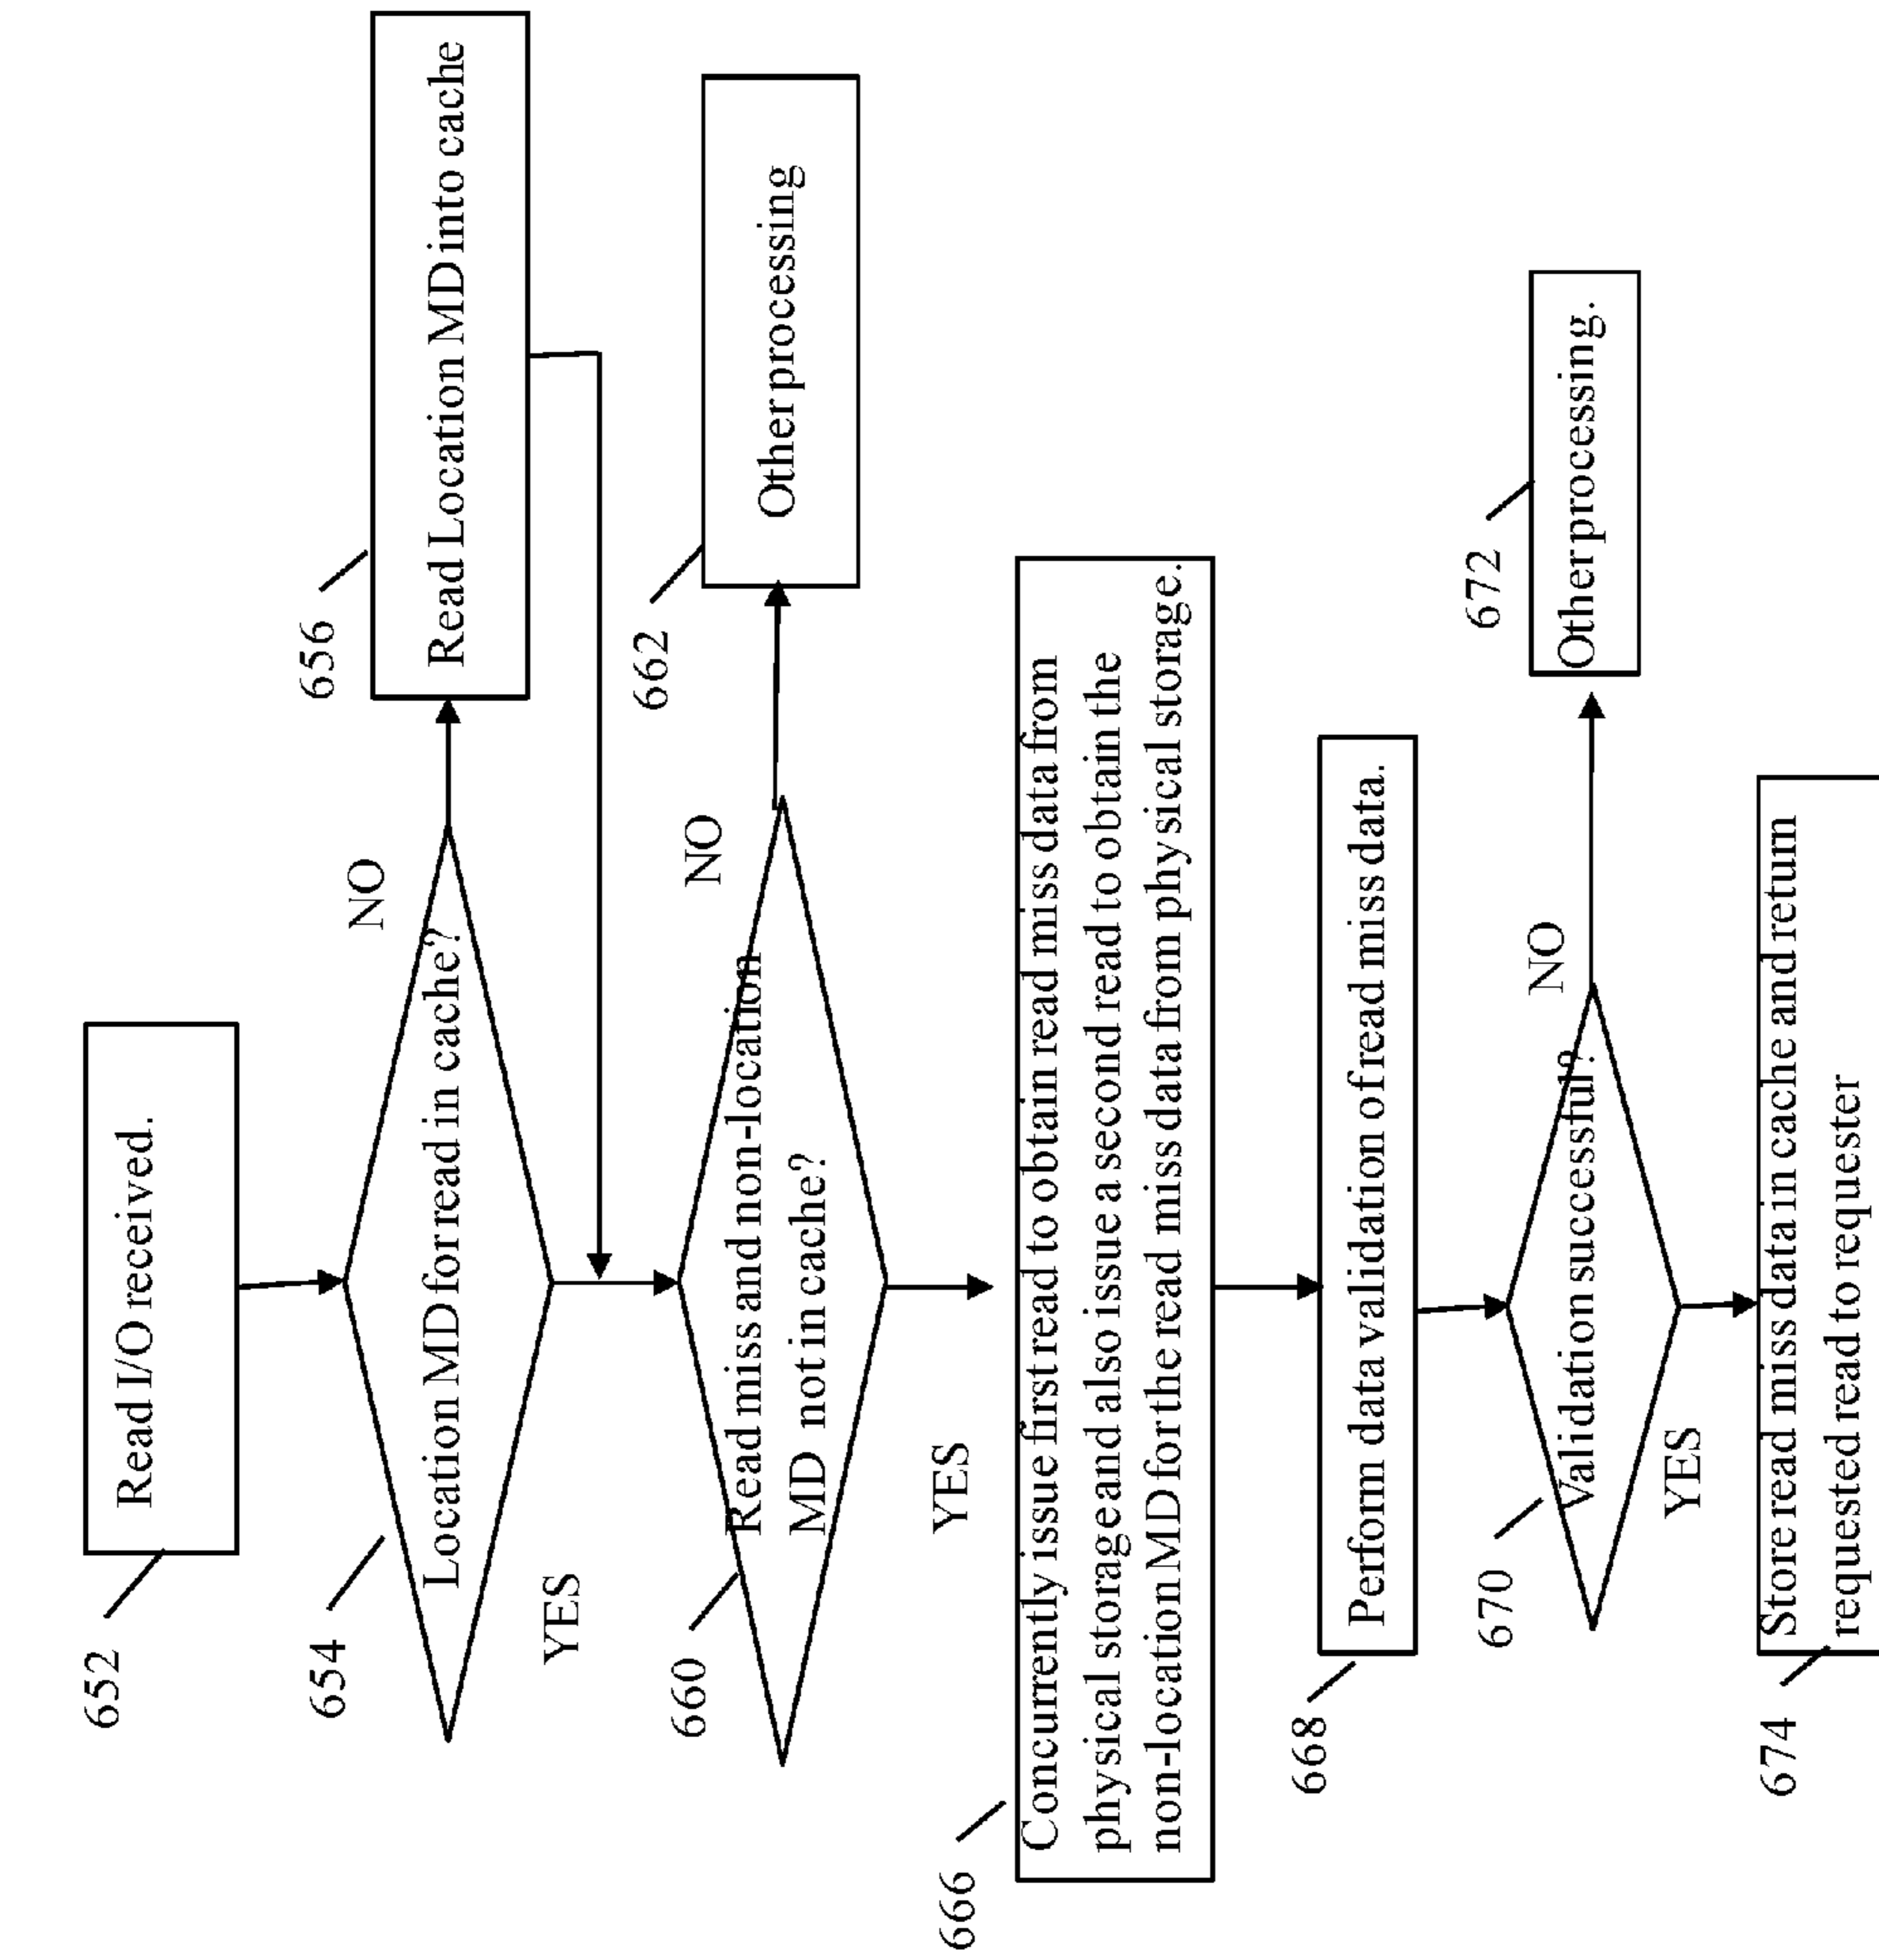 652
Read I/O received.
654
Location MD for read in cache?
NO
656
Read Location MD into cache
YES
660
Read miss and non-location
MD not in cache?
NO
662
Other processing
YES
666
Concurrently issue first read to obtain read miss data from
physical storage and also issue a second read to obtain the
non-location MD for the read miss data from physical storage.
668
Perform data validation of read miss data.
670
Validation successful?
NO
672
Other processing.
YES
674
Store read miss data in cache and return
requested read to requester